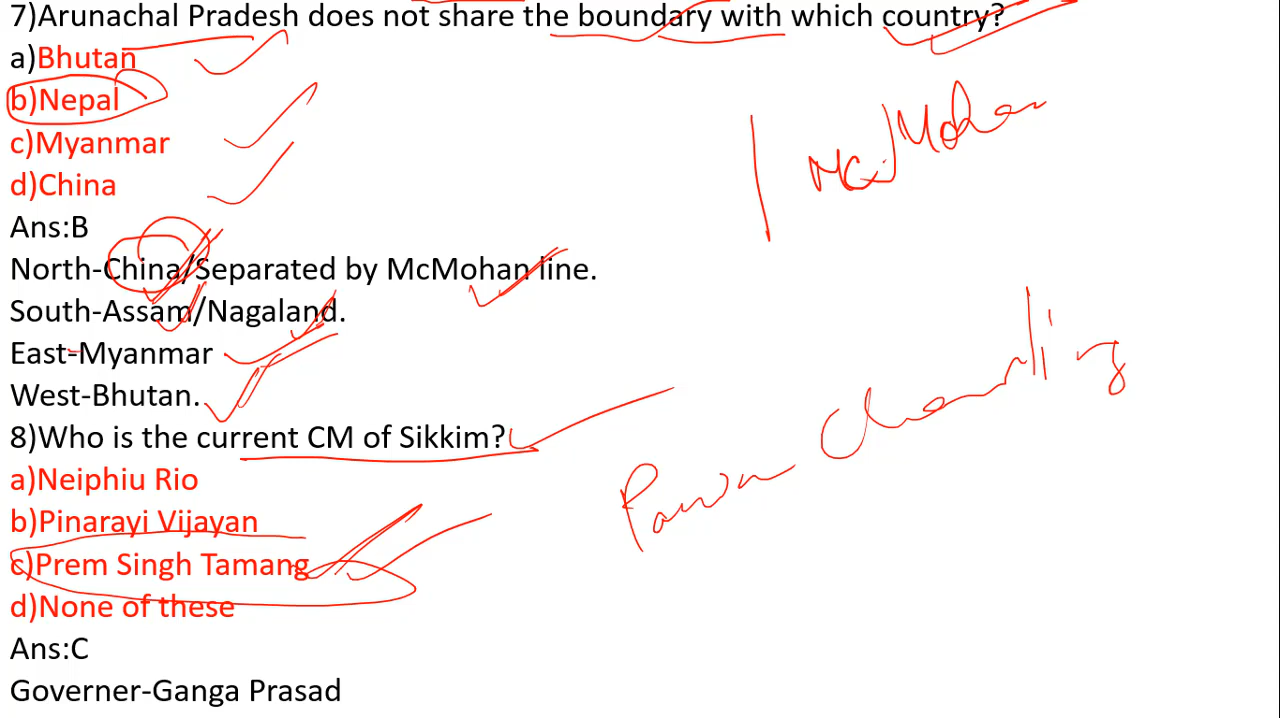 7)Arunachal Pradesh does not share the boundary with which country?
a)Bhutan
b)Nepal
c)Myanmar
Mc/Mohan
d)China
Ans:B
North-China/Separated by McMohan line.
South-Assam/Nagaland.
East-Myanmar
West-Bhutan.
8)Who is the current CM of Sikkim?
Pawan Chamling
a)Neiphiu Rio
b)Pinarayi Vijayan
c)Prem Singh Tamang
d)None of these
Ans:C
Governer-Ganga Prasad